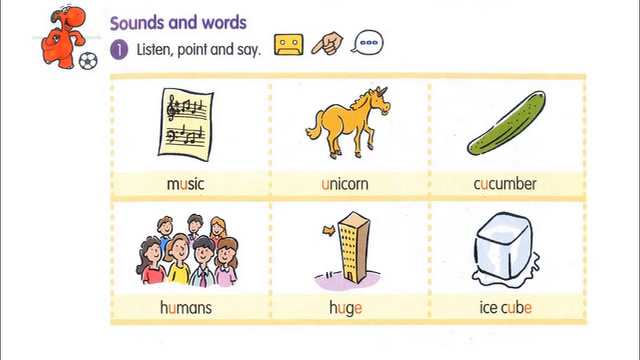 Sounds and words
1 Listen, point and say.
music unicorn cucumber
humans huge ice cube